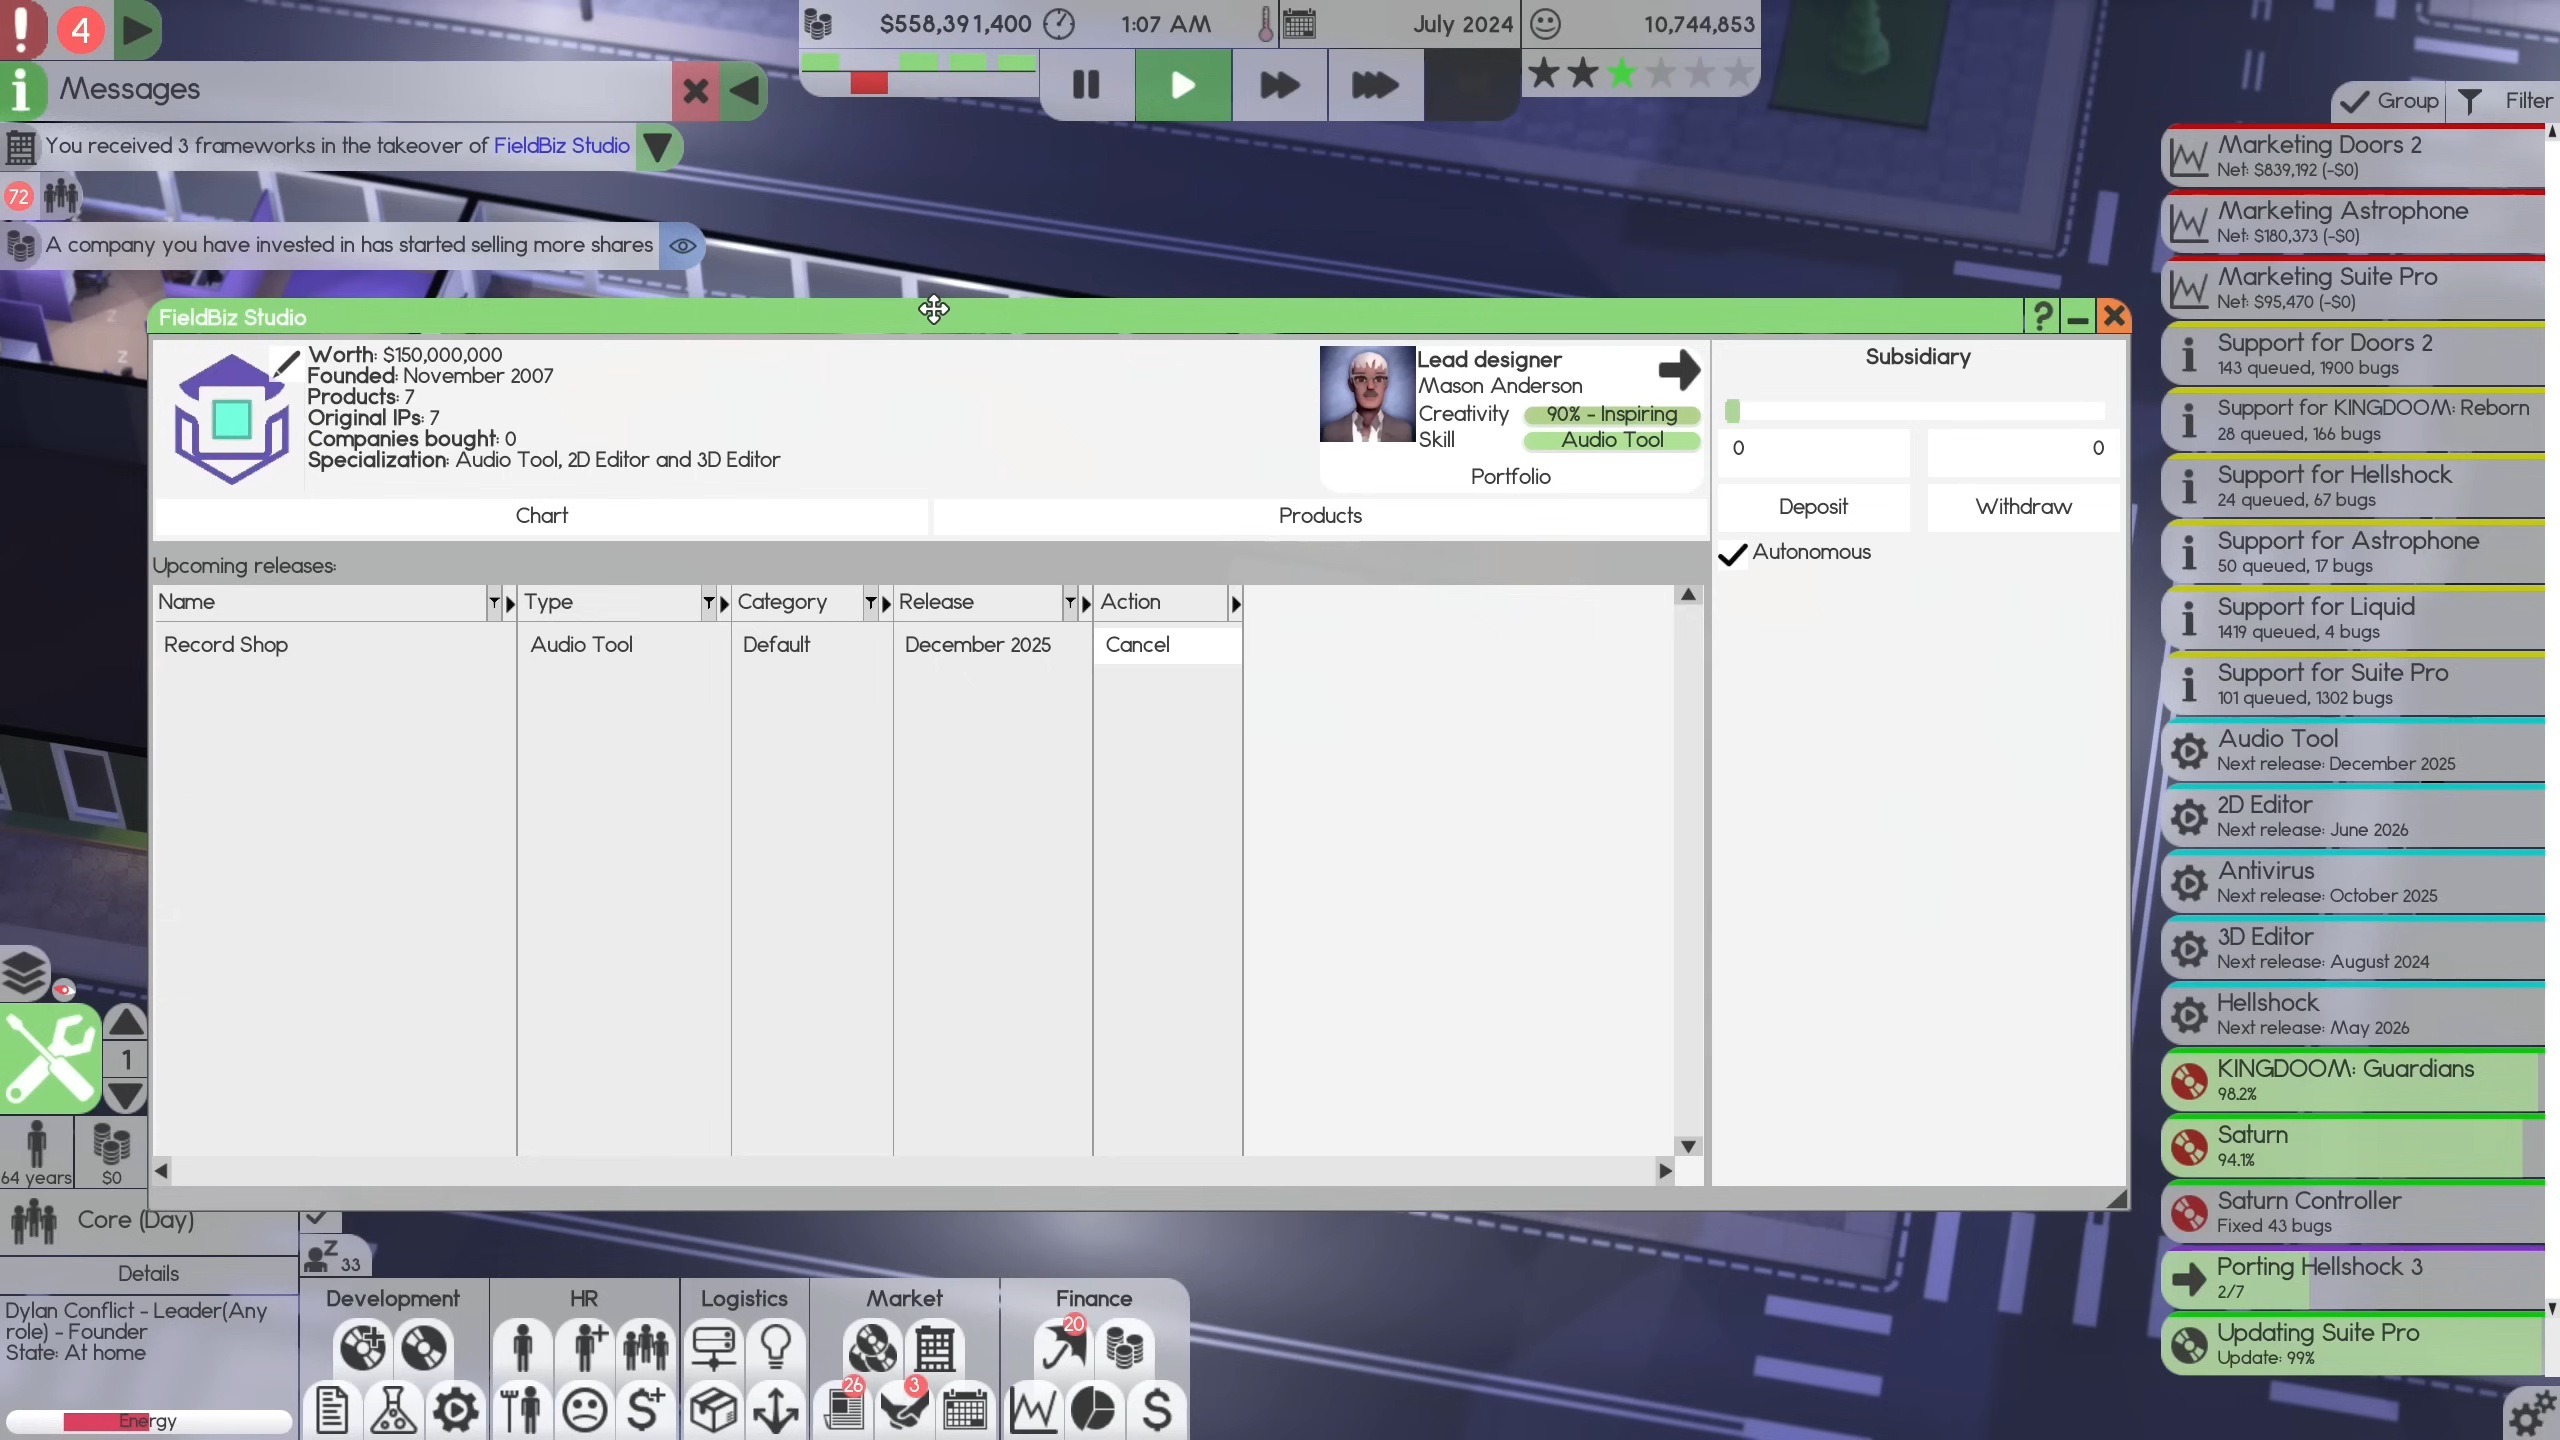 4
$558,391,400
1:07 AM
July 2024
10,744,853
Messages
You received 3 frameworks in the takeover of FieldBiz Studio
72
A company you have invested in has started selling more shares
Group
Filter
FieldBiz Studio
?
Worth: $150,000,000
Founded: November 2007
Products: 7
Original IPs: 7
Companies bought: 0
Specialization: Audio Tool, 2D Editor and 3D Editor
Lead designer
Mason Anderson
Creativity 90% - Inspiring
Skill Audio Tool
Portfolio
Chart
Products
Subsidiary
0
0
Deposit
Withdraw
Autonomous
Upcoming releases:
Name Type Category Release Action
Record Shop Audio Tool Default December 2025 Cancel
Marketing Doors 2
Net: $839,192 (-$0)
Marketing Astrophone
Net: $180,373 (-$0)
Marketing Suite Pro
Net: $95,470 (-$0)
Support for Doors 2
143 queued, 1900 bugs
Support for KINGDOOM: Reborn
28 queued, 166 bugs
Support for Hellshock
24 queued, 67 bugs
Support for Astrophone
50 queued, 17 bugs
Support for Liquid
1419 queued, 4 bugs
Support for Suite Pro
101 queued, 1302 bugs
Audio Tool
Next release: December 2025
2D Editor
Next release: June 2026
Antivirus
Next release: October 2025
3D Editor
Next release: August 2024
Hellshock
Next release: May 2026
KINGDOOM: Guardians
98.2%
Saturn
94.1%
Saturn Controller
Fixed 43 bugs
Porting Hellshock 3
2/7
Updating Suite Pro
Update: 99%
1
64 years
$0
Core (Day)
Details
Dylan Conflict - Leader(Any
role) - Founder
State: At home
Energy
Z
33
Development
HR
Logistics
Market
Finance
20
26
3